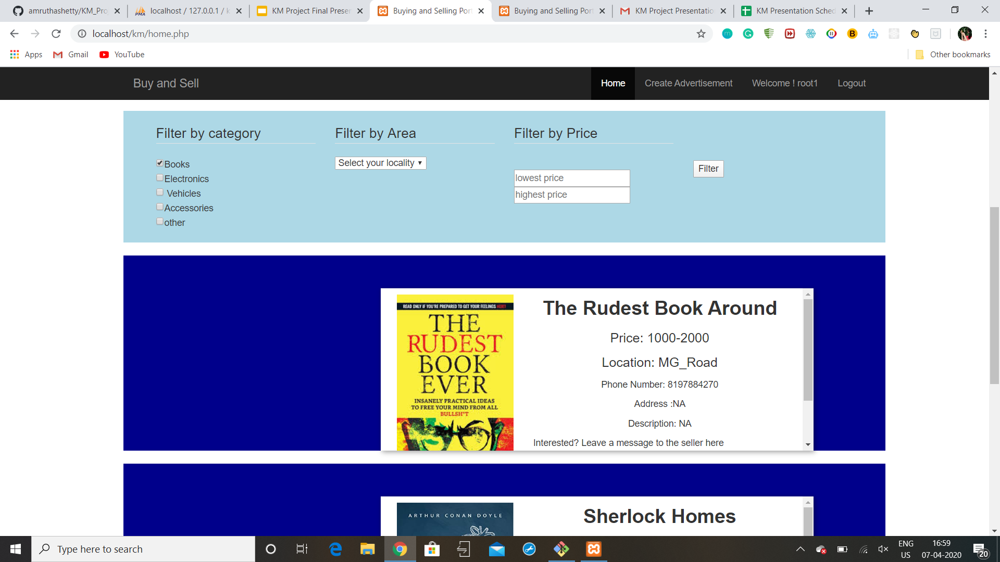 amruthashetty/KM_Pro
localhost / 127.0.0.1 / k
KM Project Final Presen
Buying and Selling Port
Buying and Selling Port
KM Project Presentatio
KM Presentation Sched
localhost/km/home.php
Apps
Gmail
YouTube
Other bookmarks
Buy and Sell
Home
Create Advertisement
Welcome ! root1
Logout
Filter by category
Filter by Area
Filter by Price
Books
Electronics
Vehicles
Accessories
other
Select your locality
lowest price
highest price
Filter
READ ONLY IF YOU'RE PREPARED TO GET YOUR FEELINGS HURT
THE
RUDEST
BOOK
EVER
INSANELY PRACTICAL IDEAS
TO FREE YOUR MIND FROM ALL
BULLSH*T
The Rudest Book Around
Price: 1000-2000
Location: MG_Road
Phone Number: 8197884270
Address :NA
Description: NA
Interested? Leave a message to the seller here
ARTHUR CONAN DOYLE
Sherlock Homes
Type here to search
ENG
US
16:59
07-04-2020
20